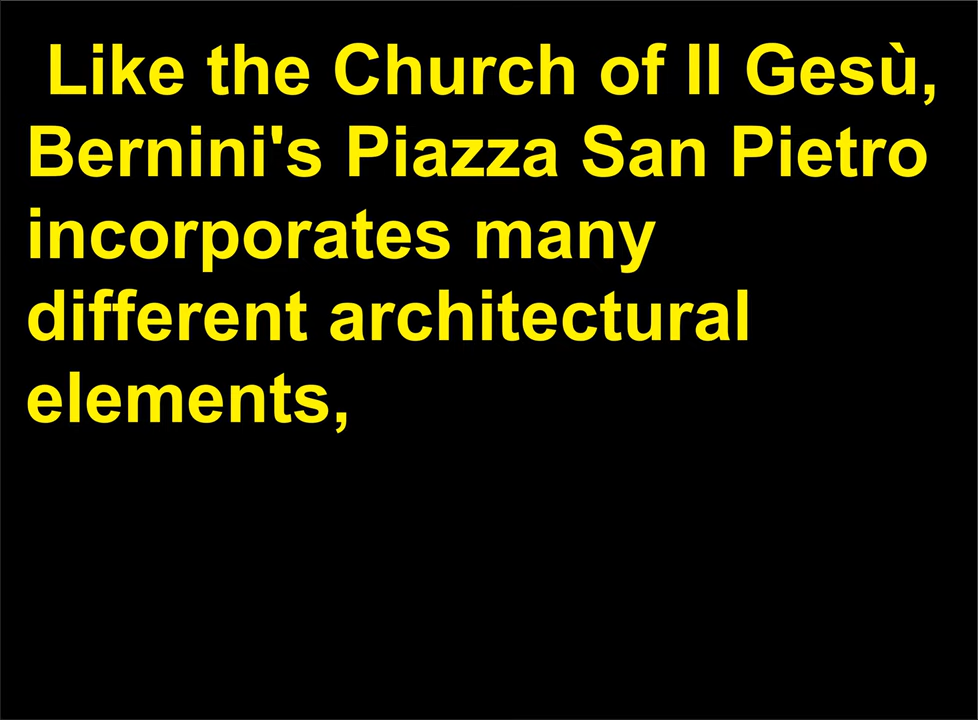 Like the Church of Il Gesù,
Bernini's Piazza San Pietro
incorporates many
different architectural
elements,